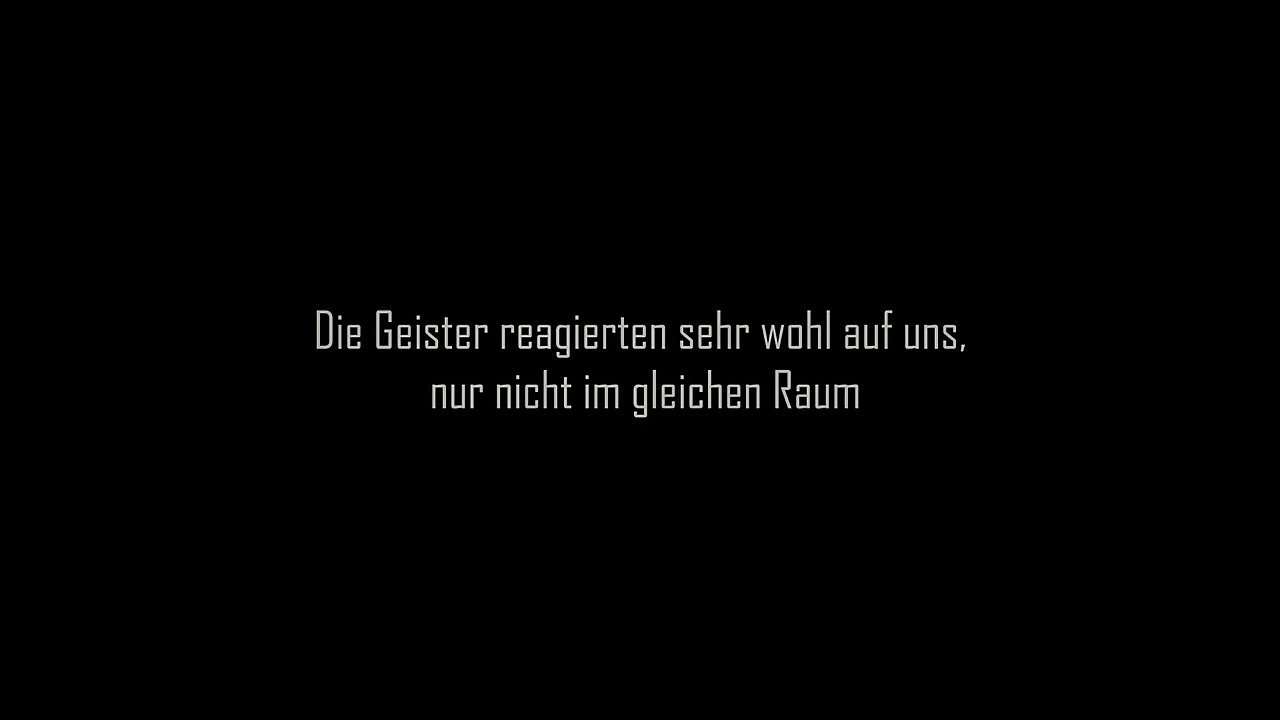 Die Geister reagierten sehr wohl auf uns,
nur nicht im gleichen Raum